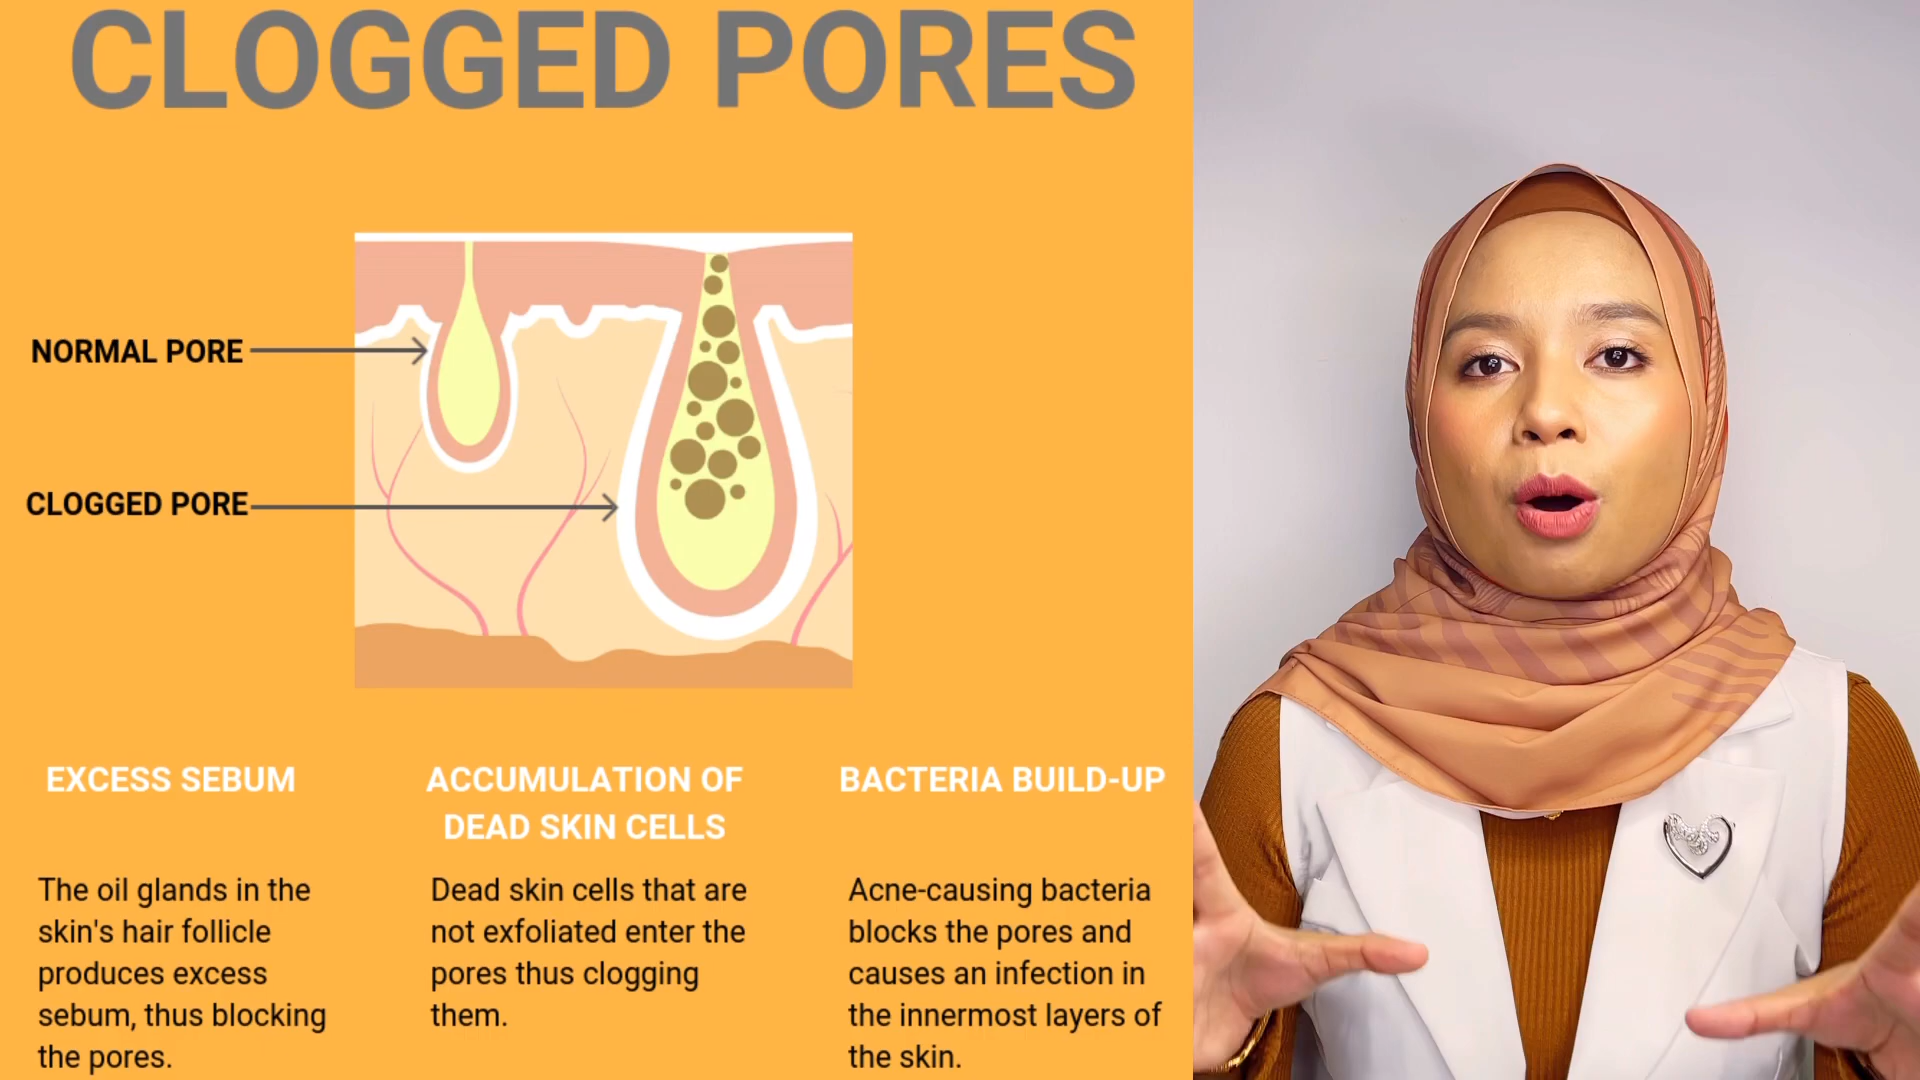 CLOGGED PORES
NORMAL PORE
CLOGGED PORE
EXCESS SEBUM
The oil glands in the
skin's hair follicle
produces excess
sebum, thus blocking
the pores.
ACCUMULATION OF
DEAD SKIN CELLS
Dead skin cells that are
not exfoliated enter the
pores thus clogging
them.
BACTERIA BUILD-UP
Acne-causing bacteria
blocks the pores and
causes an infection in
the innermost layers of
the skin.